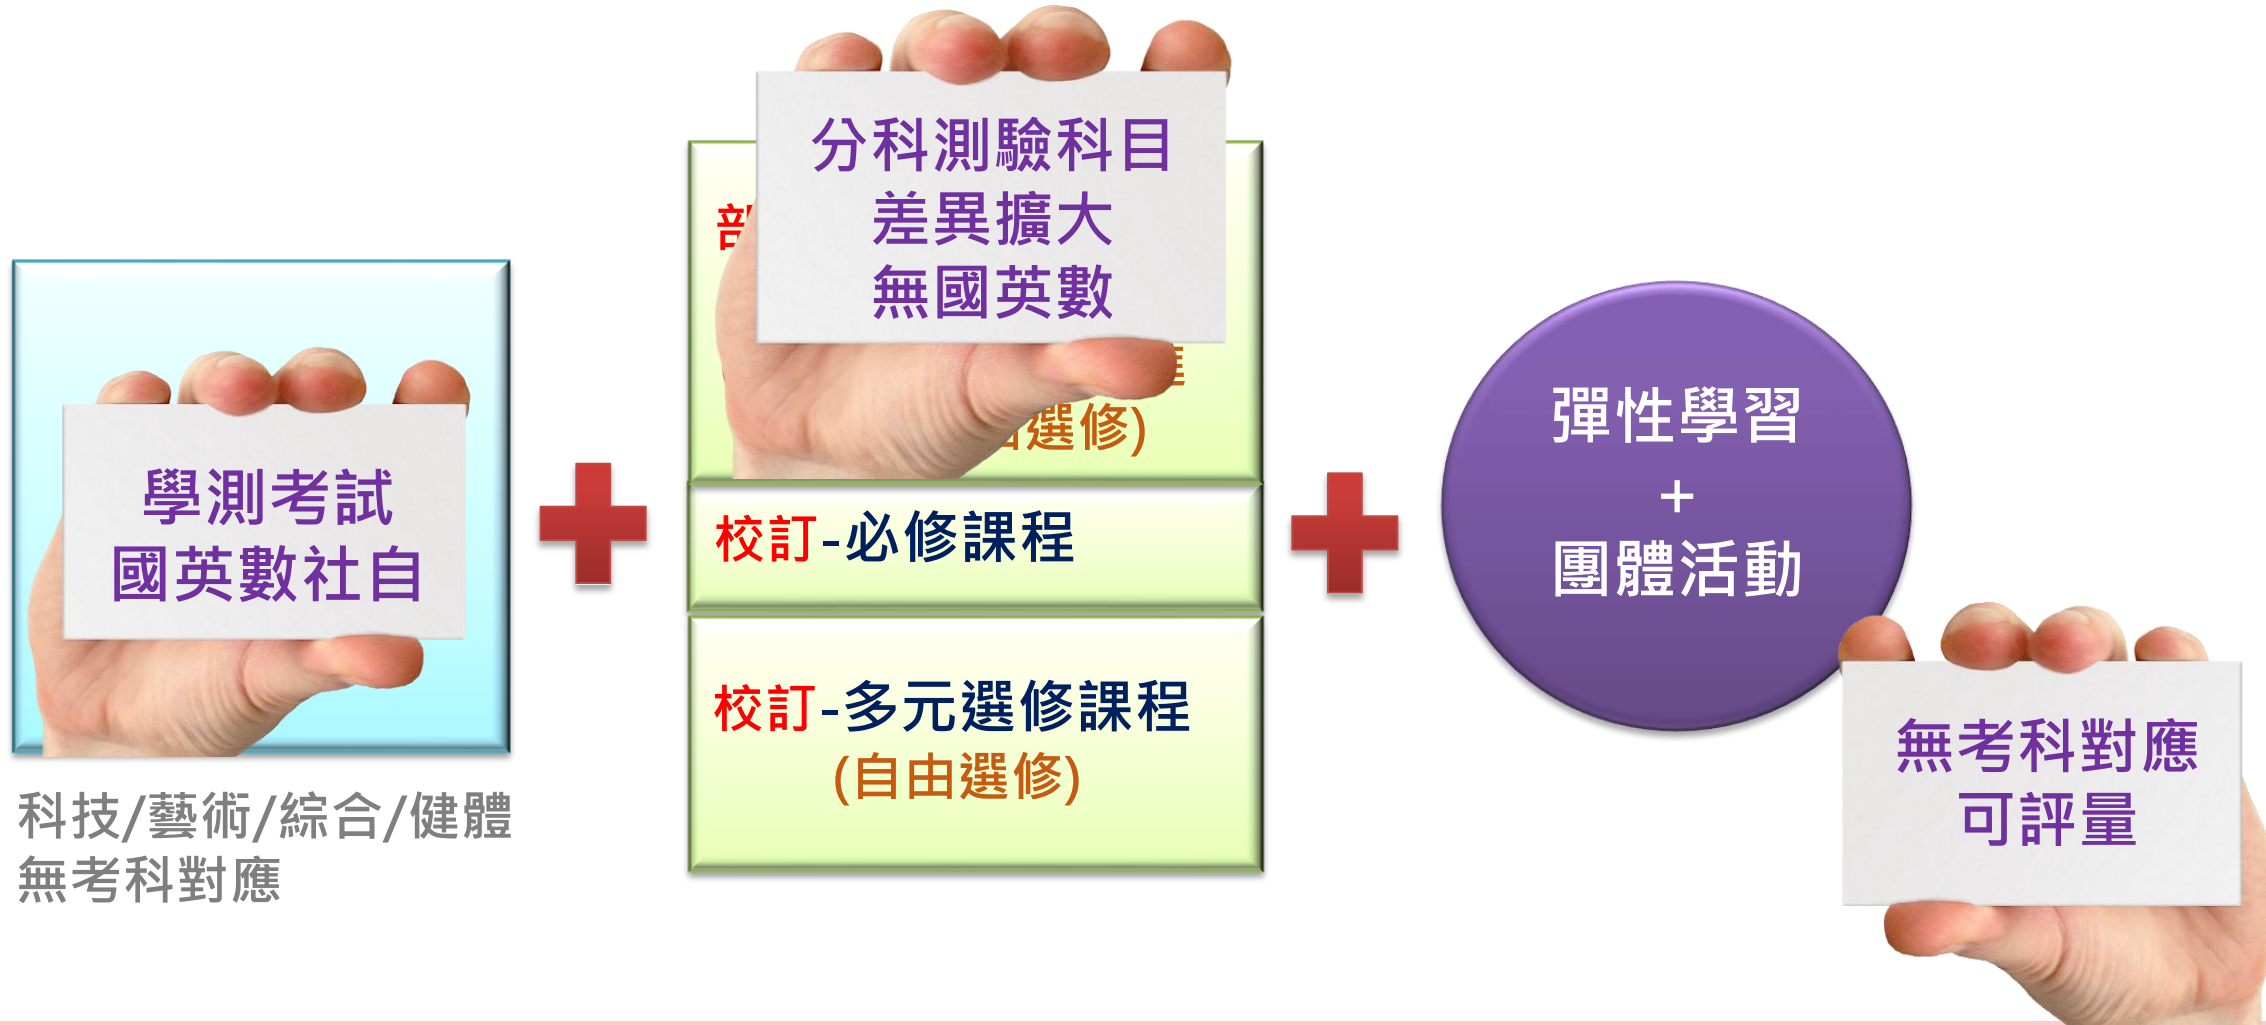 學測考試
國英數社自
科技/藝術/綜合/健體
無考科對應
分科測驗科目
差異擴大
無國英數
選修)
校訂-必修課程
校訂-多元選修課程
(自由選修)
彈性學習
+
團體活動
無考科對應
可評量